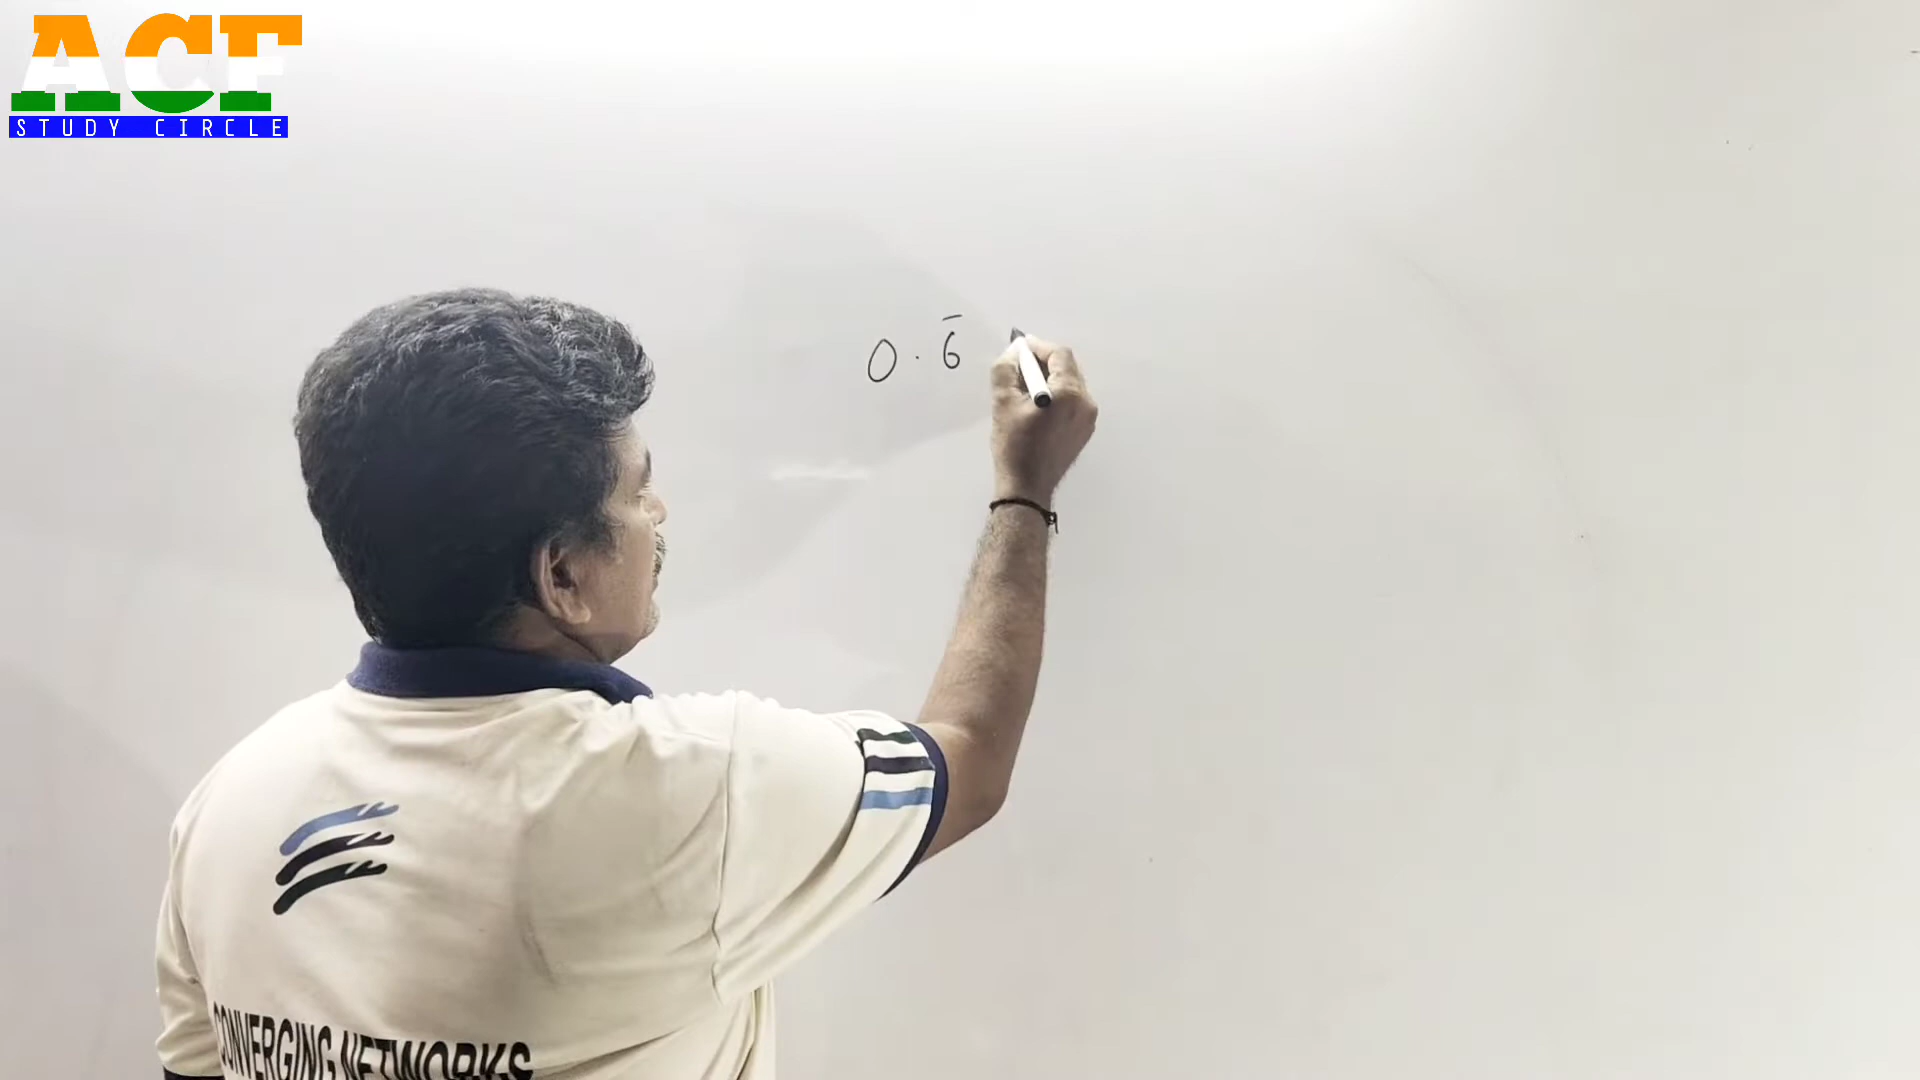 ACF
STUDY CIRCLE
0.6̅
CONVERGING NETWORKS